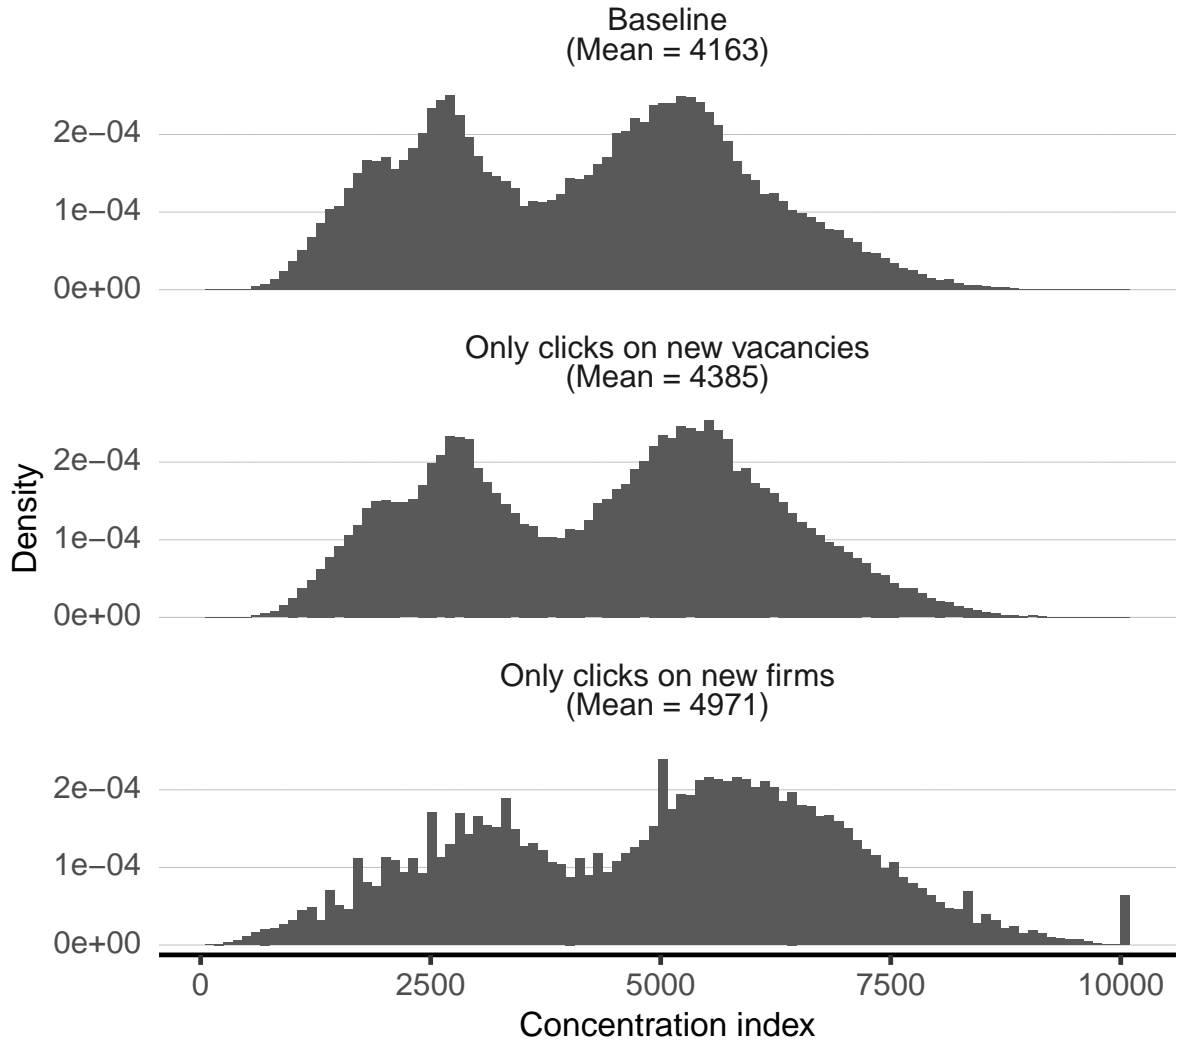 Baseline
(Mean = 4163)
2e−04
1e−04
0e+00
Only clicks on new vacancies
(Mean = 4385)
2e−04
1e−04
0e+00
Density
Only clicks on new firms
(Mean = 4971)
2e−04
1e−04
0e+00
0 2500 5000 7500 10000
Concentration index